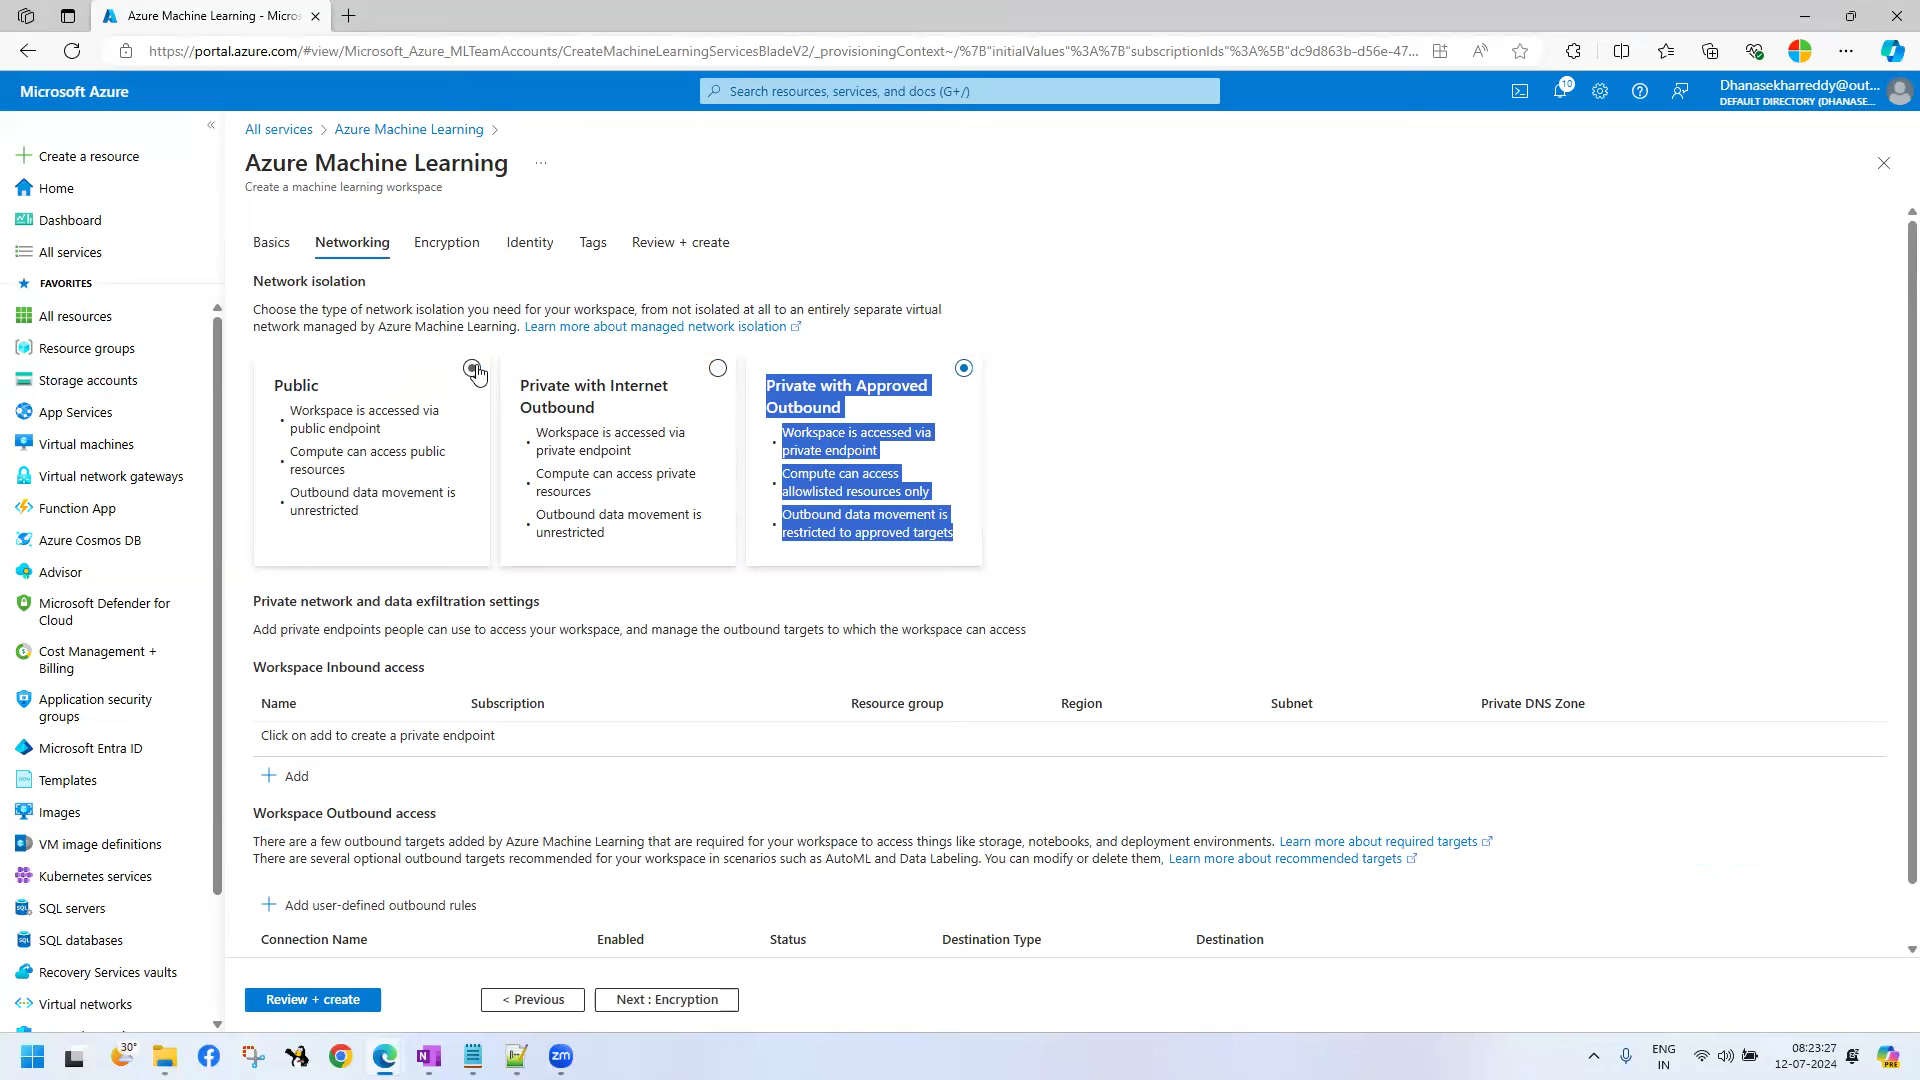 Azure Machine Learning - Micros
https://portal.azure.com/#view/Microsoft_Azure_MLTeamAccounts/CreateMachineLearningServicesBladeV2/_provisioningContext~/%7B"initialValues"%3A%7B"subscriptionIds"%3A%5B"dc9d863b-d56e-47...
Microsoft Azure
Search resources, services, and docs (G+/)
10
Dhanasekharreddy@out...
DEFAULT DIRECTORY (DHANASE...
Create a resource
Home
Dashboard
All services
FAVORITES
All resources
Resource groups
Storage accounts
App Services
Virtual machines
Virtual network gateways
Function App
Azure Cosmos DB
Advisor
Microsoft Defender for
Cloud
Cost Management +
Billing
Application security
groups
Microsoft Entra ID
Templates
Images
VM image definitions
Kubernetes services
SQL servers
SQL databases
Recovery Services vaults
Virtual networks
All services > Azure Machine Learning >
Azure Machine Learning ...
Create a machine learning workspace
Basics Networking Encryption Identity Tags Review + create
Network isolation
Choose the type of network isolation you need for your workspace, from not isolated at all to an entirely separate virtual
network managed by Azure Machine Learning. Learn more about managed network isolation
Public
• Workspace is accessed via
public endpoint
• Compute can access public
resources
• Outbound data movement is
unrestricted
Private with Internet
Outbound
• Workspace is accessed via
private endpoint
• Compute can access private
resources
• Outbound data movement is
unrestricted
Private with Approved
Outbound
• Workspace is accessed via
private endpoint
• Compute can access
allowlisted resources only
• Outbound data movement is
restricted to approved targets
Private network and data exfiltration settings
Add private endpoints people can use to access your workspace, and manage the outbound targets to which the workspace can access
Workspace Inbound access
Name Subscription Resource group Region Subnet Private DNS Zone
Click on add to create a private endpoint
+ Add
Workspace Outbound access
There are a few outbound targets added by Azure Machine Learning that are required for your workspace to access things like storage, notebooks, and deployment environments. Learn more about required targets
There are several optional outbound targets recommended for your workspace in scenarios such as AutoML and Data Labeling. You can modify or delete them, Learn more about recommended targets
+ Add user-defined outbound rules
Connection Name Enabled Status Destination Type Destination
Review + create < Previous Next : Encryption
30°
zm
ENG
IN
08:23:27
12-07-2024
PRE